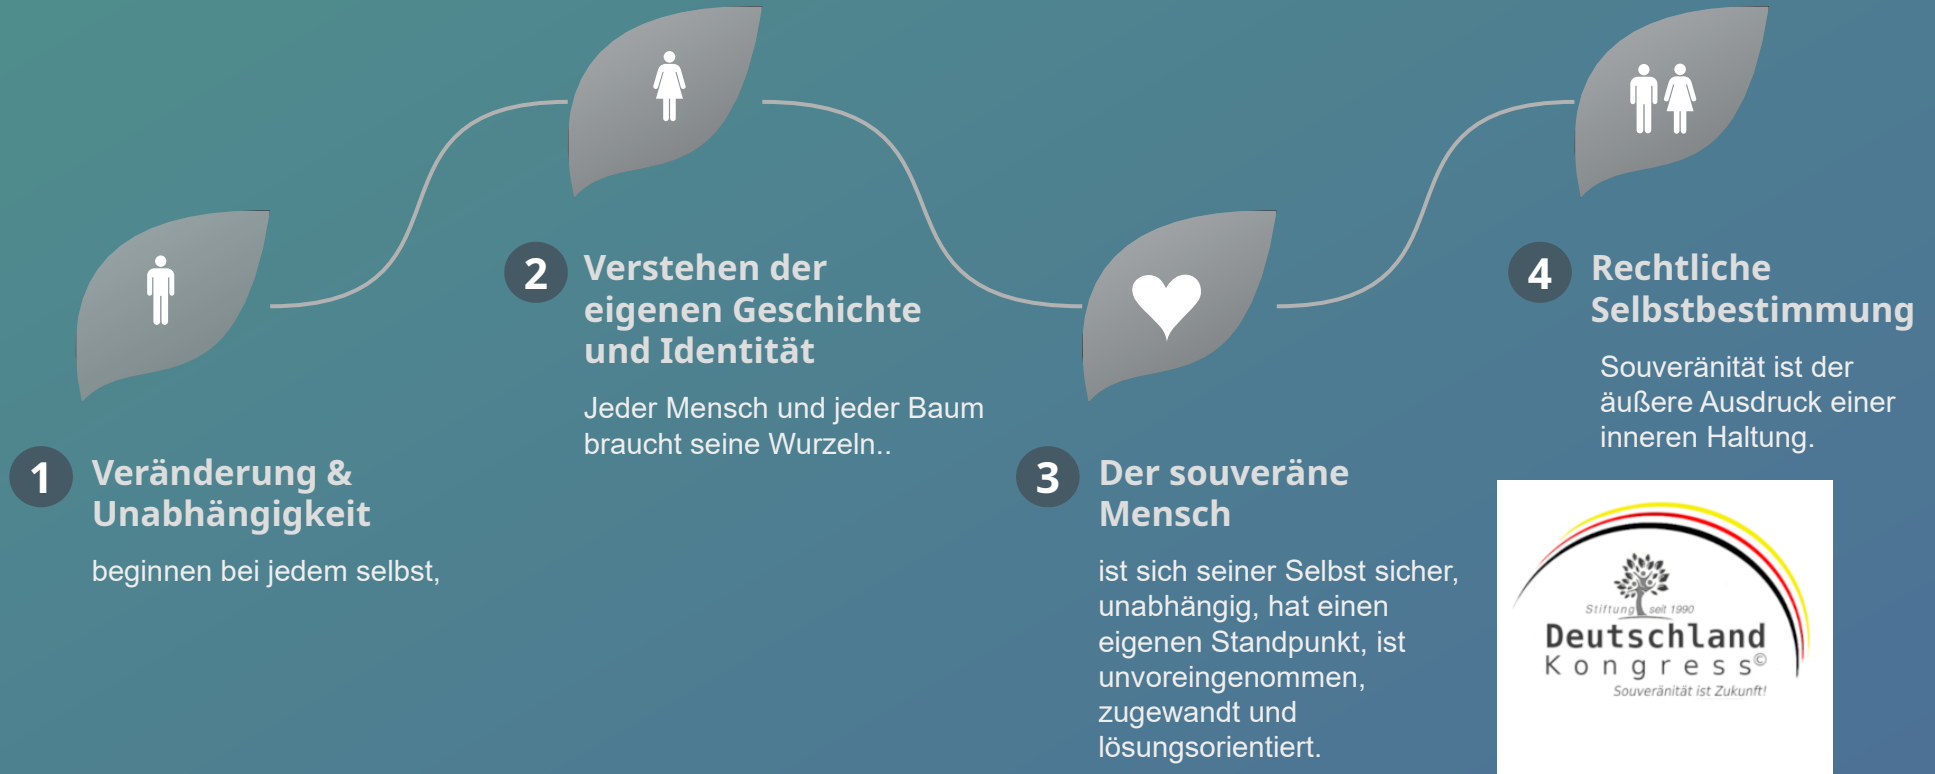 1
Veränderung &
Unabhängigkeit
beginnen bei jedem selbst,
2
Verstehen der
eigenen Geschichte
und Identität
Jeder Mensch und jeder Baum
braucht seine Wurzeln..
3
Der souveräne
Mensch
ist sich seiner Selbst sicher,
unabhängig, hat einen
eigenen Standpunkt, ist
unvoreingenommen,
zugewandt und
lösungsorientiert.
4
Rechtliche
Selbstbestimmung
Souveränität ist der
äußere Ausdruck einer
inneren Haltung.
Stiftung seit 1990
Deutschland
Kongress©
Souveränität ist Zukunft!